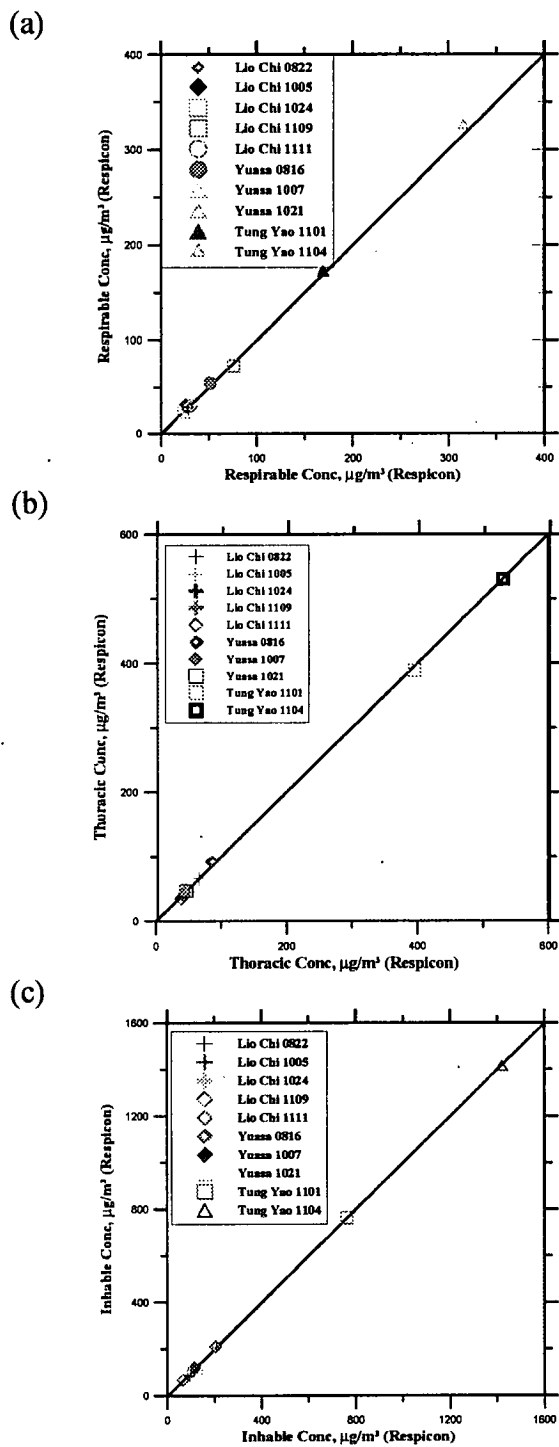 (a)
400
300
200
100
0
Respirable Conc, µg/m³ (Respicon)
Lio Chi 0822
Lio Chi 1005
Lio Chi 1024
Lio Chi 1109
Lio Chi 1111
Yuasa 0816
Yuasa 1007
Yuasa 1021
Tung Yao 1101
Tung Yao 1104
0 100 200 300 400
Respirable Conc, µg/m³ (Respicon)
(b)
600
400
200
0
Thoracic Conc, µg/m³ (Respicon)
Lio Chi 0822
Lio Chi 1005
Lio Chi 1024
Lio Chi 1109
Lio Chi 1111
Yuasa 0816
Yuasa 1007
Yuasa 1021
Tung Yao 1101
Tung Yao 1104
0 200 400 600
Thoracic Conc, µg/m³ (Respicon)
(c)
1600
1200
800
400
0
Inhable Conc, µg/m³ (Respicon)
Lio Chi 0822
Lio Chi 1005
Lio Chi 1024
Lio Chi 1109
Lio Chi 1111
Yuasa 0816
Yuasa 1007
Yuasa 1021
Tung Yao 1101
Tung Yao 1104
0 400 800 1200 1600
Inhable Conc, µg/m³ (Respicon)